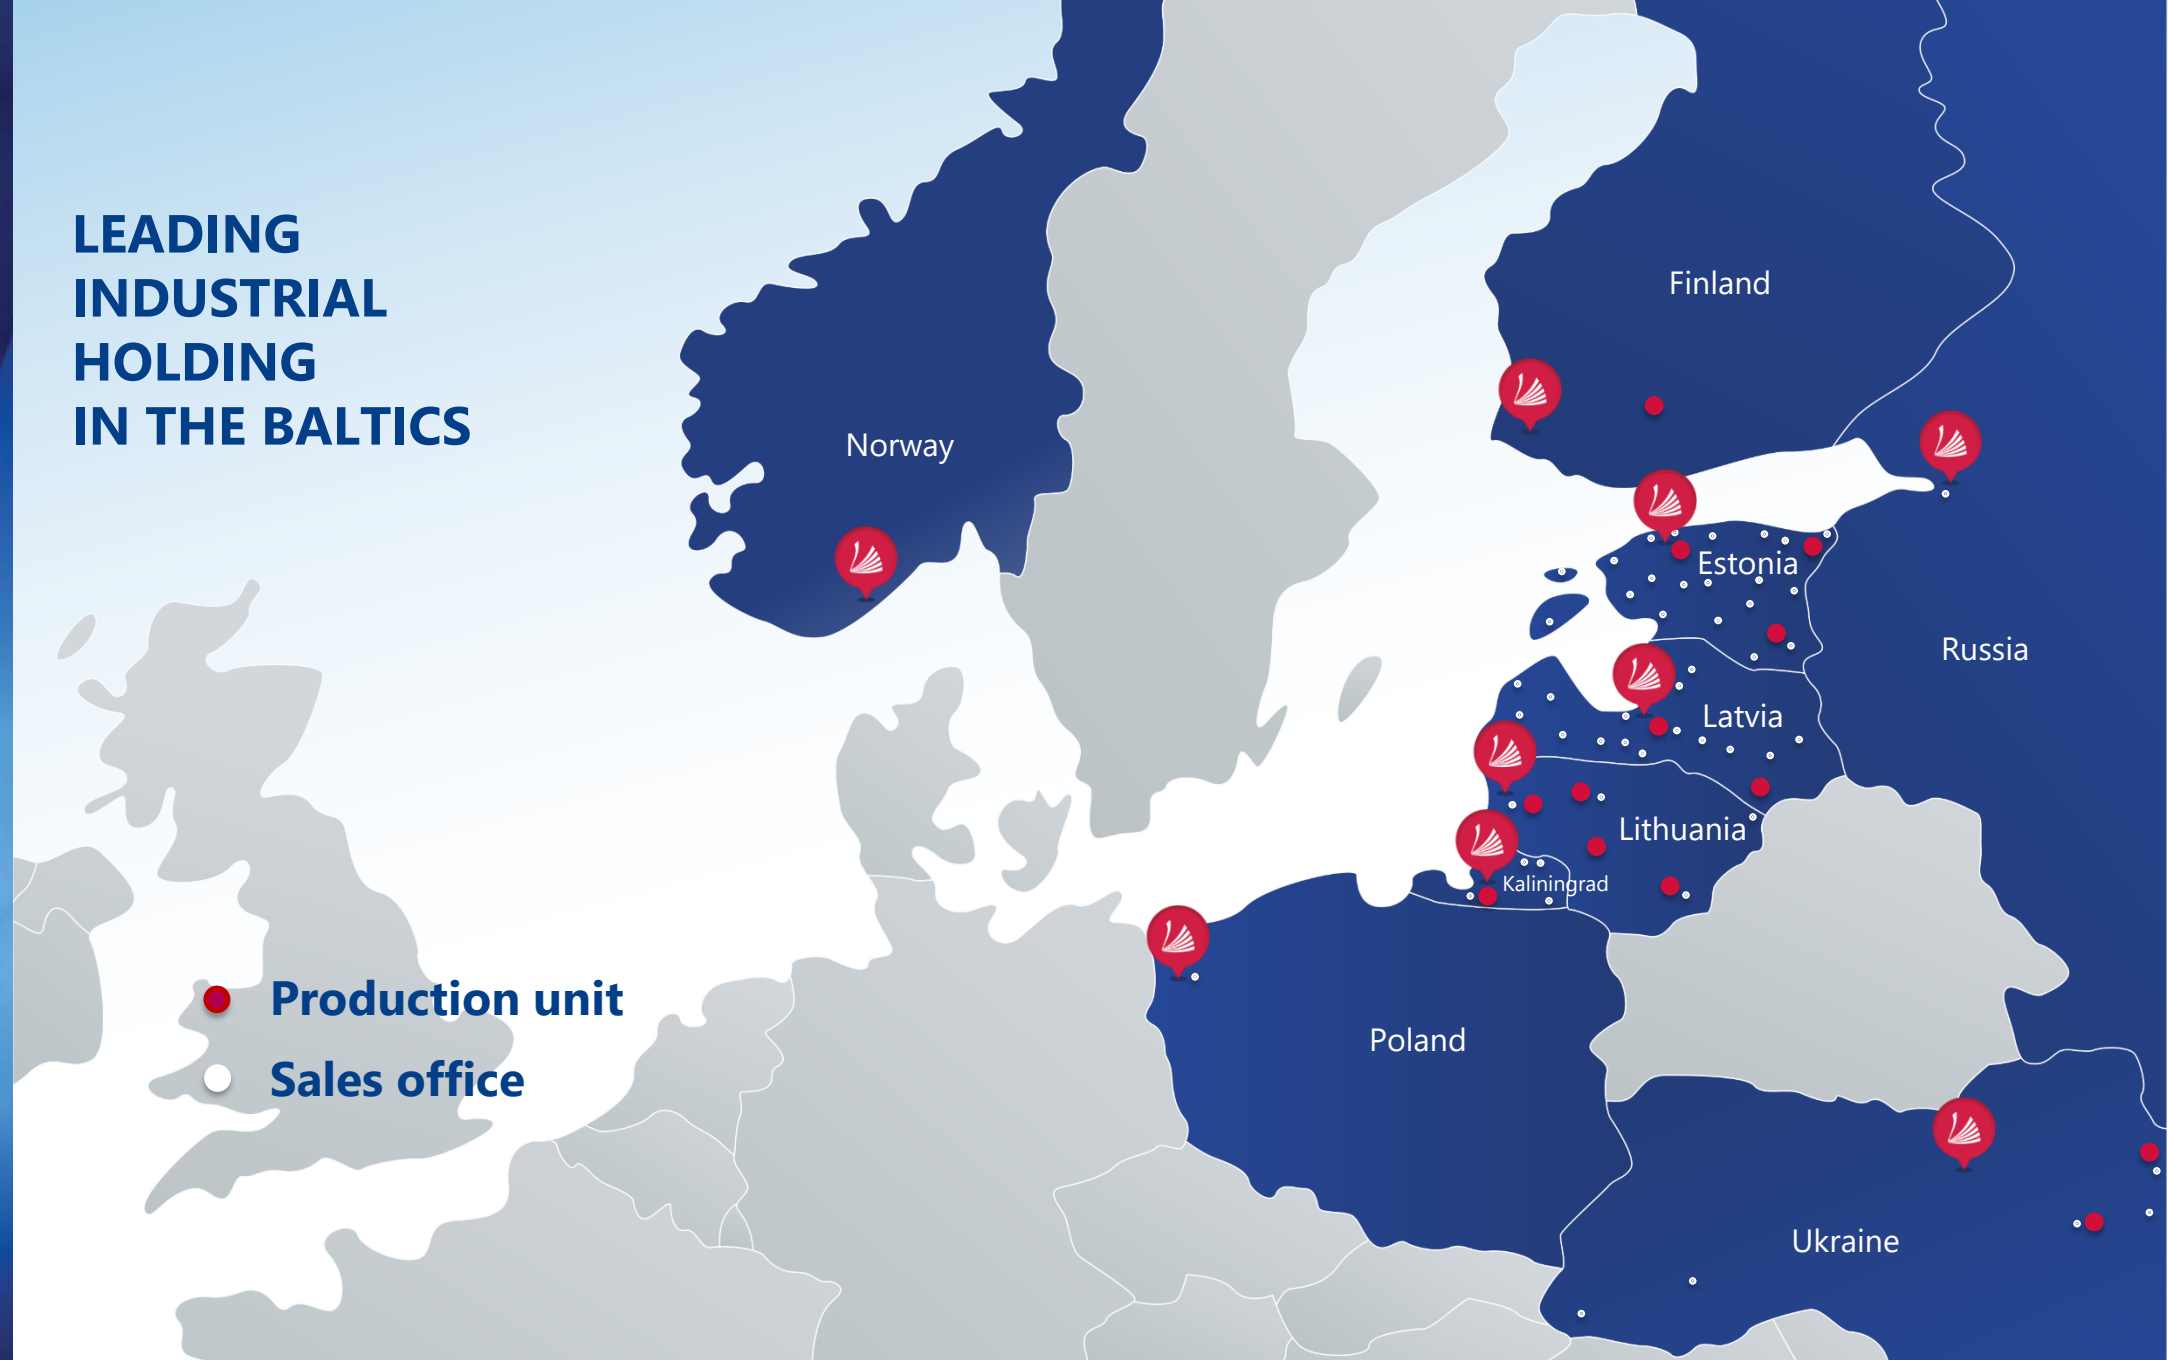 LEADING
INDUSTRIAL
HOLDING
IN THE BALTICS
Finland
Norway
Estonia
Russia
Latvia
Lithuania
Kaliningrad
Production unit
Poland
Sales office
Ukraine